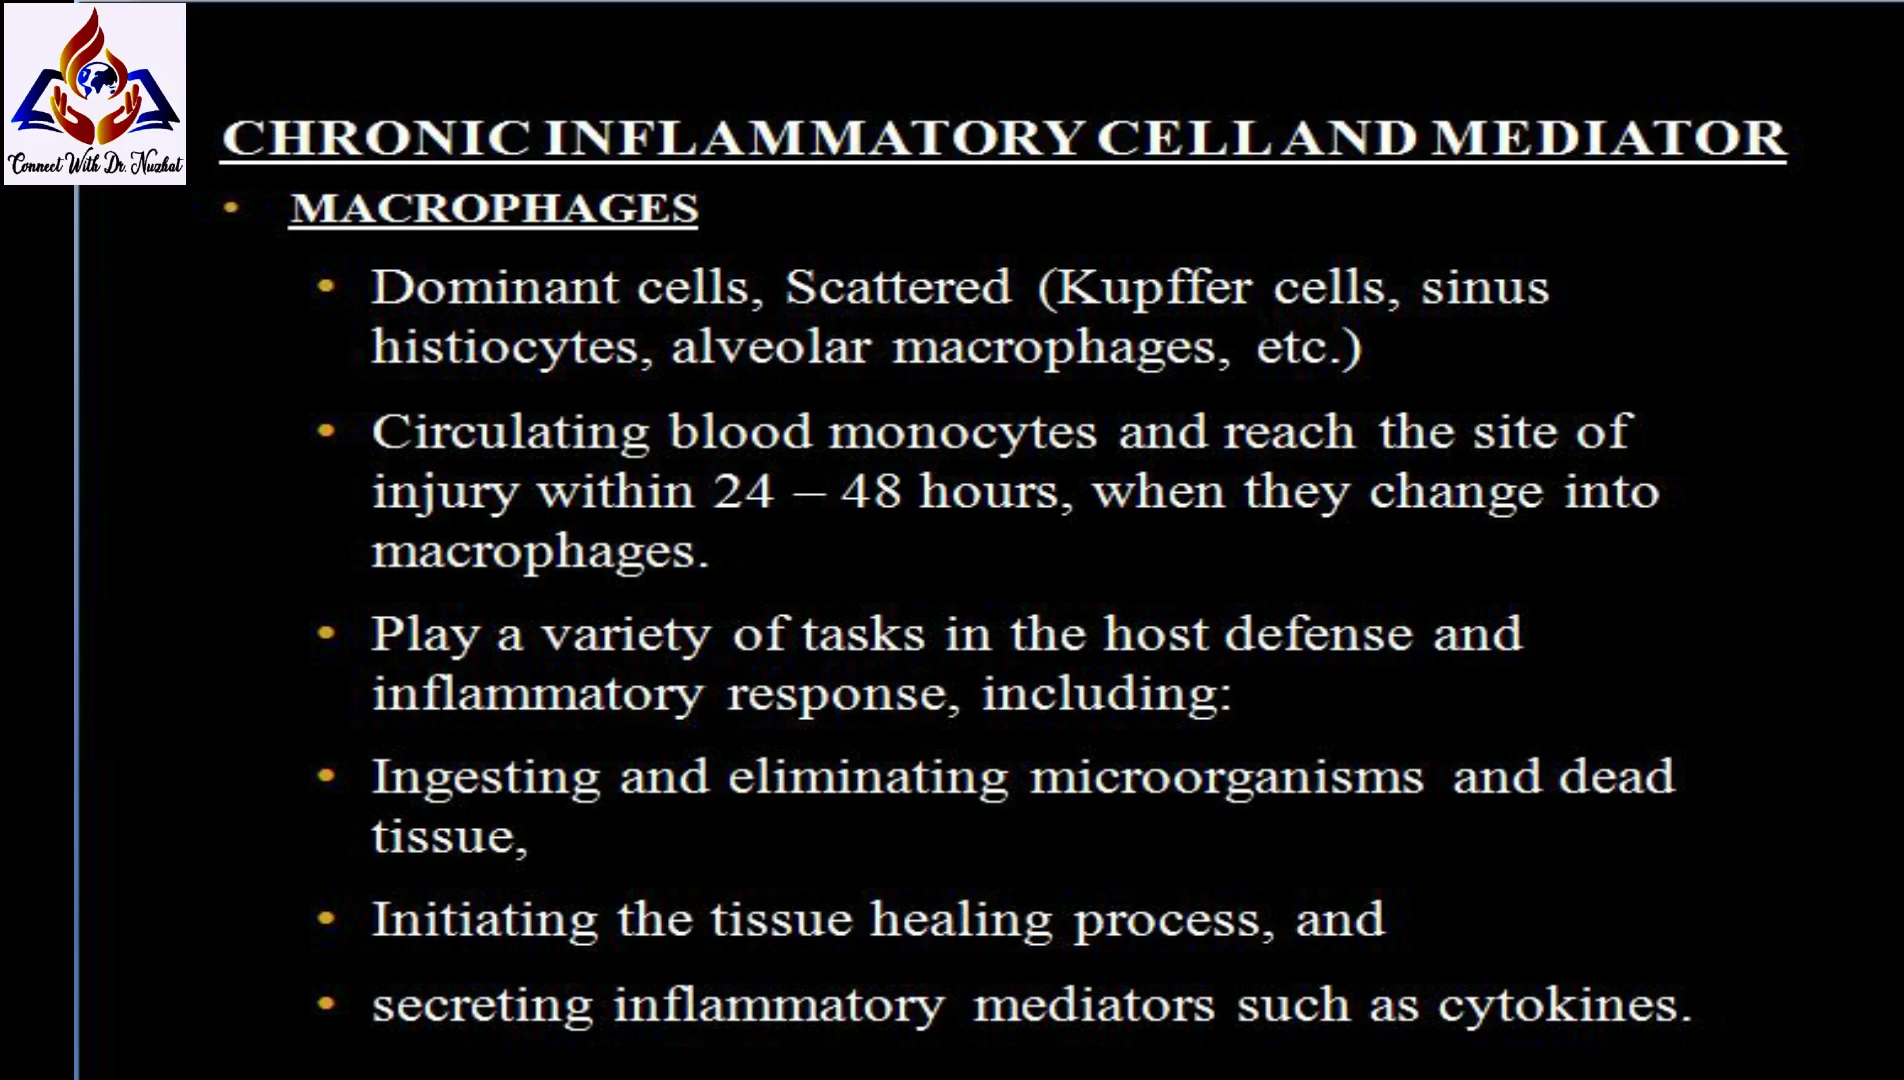 Connect With Dr. Nuzhat
CHRONIC INFLAMMATORY CELL AND MEDIATOR
• MACROPHAGES
• Dominant cells, Scattered (Kupffer cells, sinus
histiocytes, alveolar macrophages, etc.)
• Circulating blood monocytes and reach the site of
injury within 24 – 48 hours, when they change into
macrophages.
• Play a variety of tasks in the host defense and
inflammatory response, including:
• Ingesting and eliminating microorganisms and dead
tissue,
• Initiating the tissue healing process, and
• secreting inflammatory mediators such as cytokines.